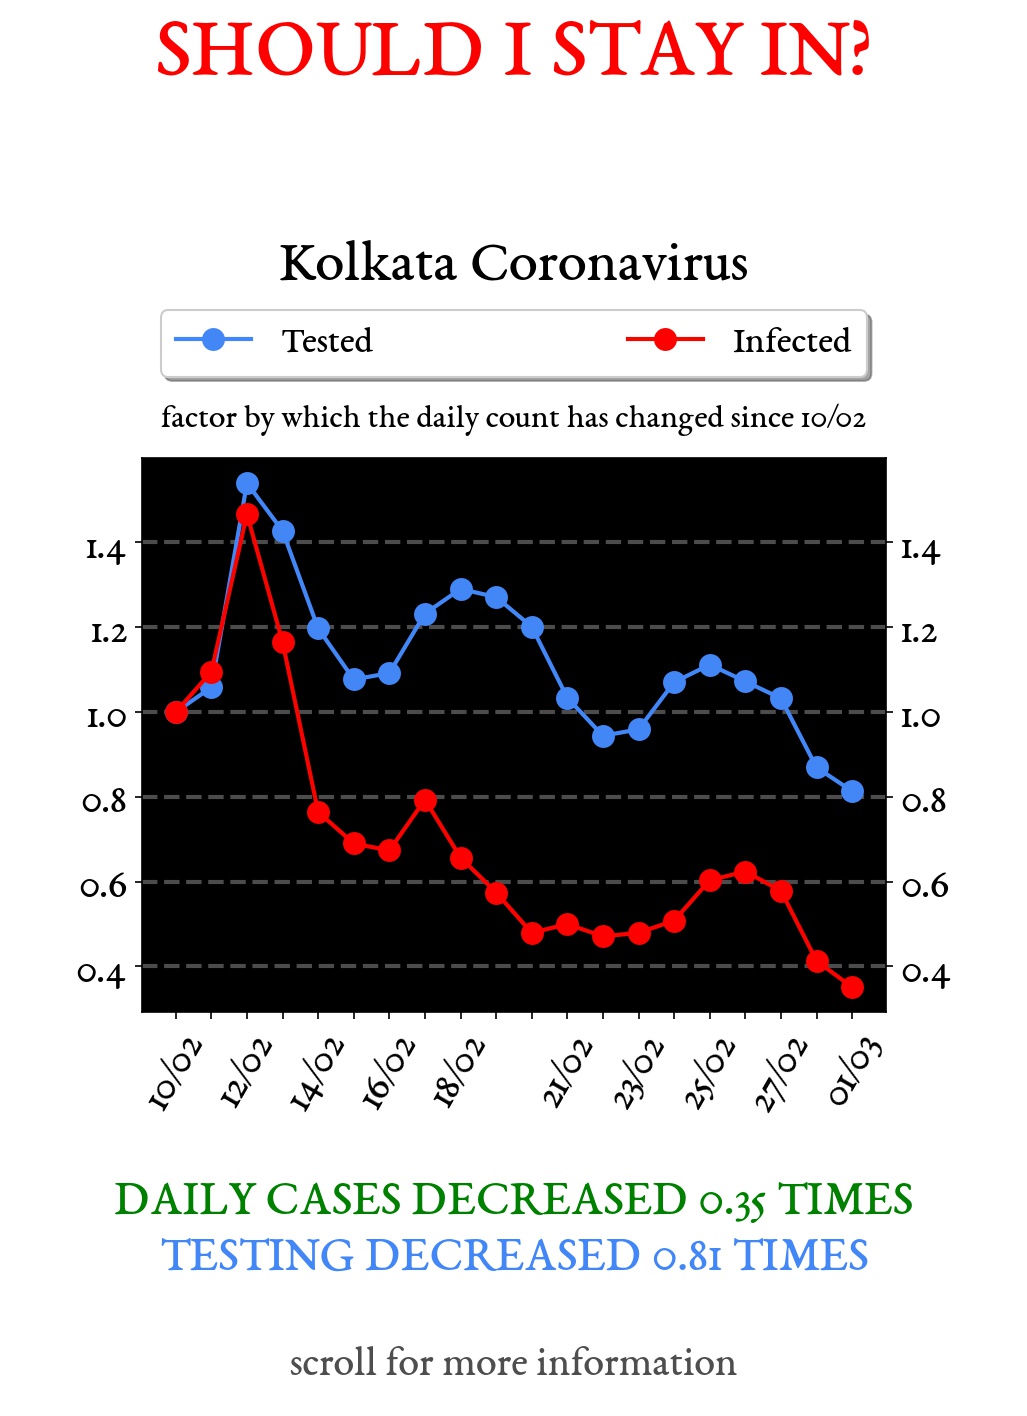 SHOULD I STAY IN?
Kolkata Coronavirus
Tested Infected
factor by which the daily count has changed since 10/02
1.4 1.4
1.2 1.2
1.0 1.0
0.8 0.8
0.6 0.6
0.4 0.4
10/02 12/02 14/02 16/02 18/02 21/02 23/02 25/02 27/02 01/03
DAILY CASES DECREASED 0.35 TIMES
TESTING DECREASED 0.81 TIMES
scroll for more information